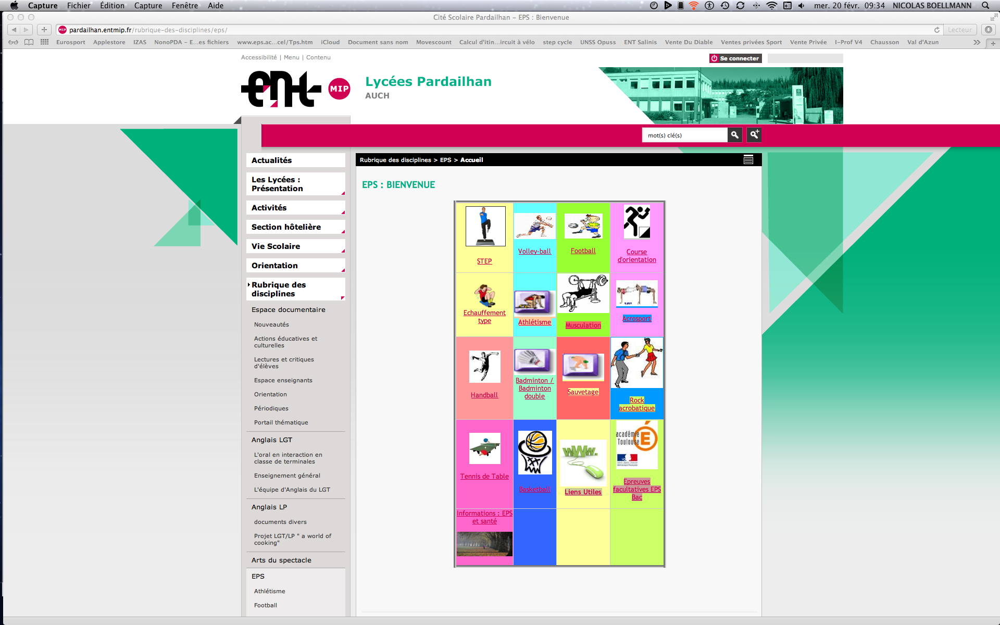 Capture Fichier Édition Capture Fenêtre Aide mer. 20 févr. 09:34 NICOLAS BOELLMANN
Cité Scolaire Pardailhan – EPS : Bienvenue
MIP pardailhan.entmip.fr/rubrique-des-disciplines/eps/ Lecteur
Eurosport Applestore IZAS NonoPDA – E...es fichiers www.eps.ac...cel/Tps.htm iCloud Document sans nom Movescount Calcul d'itin...ircuit à vélo step cycle UNSS Opuss ENT Salinis Vente Du Diable Ventes privées Sport Vente Privée I-Prof V4 Chausson Val d'Azun
Accessibilité | Menu | Contenu
Se connecter
ent MIP
Lycées Pardailhan
AUCH
mot(s) clé(s)
Actualités
Les Lycées :
Présentation
Activités
Section hôtelière
Vie Scolaire
Orientation
Rubrique des
disciplines
Espace documentaire
Nouveautés
Actions éducatives et
culturelles
Lectures et critiques
d'élèves
Espace enseignants
Orientation
Périodiques
Portail thématique
Anglais LGT
L'oral en interaction en
classe de terminales
Enseignement général
L'équipe d'Anglais du LGT
Anglais LP
documents divers
Projet LGT/LP " a world of
cooking"
Arts du spectacle
EPS
Athlétisme
Football
Rubrique des disciplines > EPS > Accueil
EPS : BIENVENUE
STEP
Volley-ball
Football
Course
d'orientation
Echauffement
type
Athlétisme
Musculation
Acrosport
Handball
Badminton /
Badminton
double
Sauvetage
Rock
acrobatique
Tennis de Table
Basketball
www.
Liens Utiles
académie
Toulouse
É
Epreuves
facultatives EPS
Bac
Informations : EPS
et santé